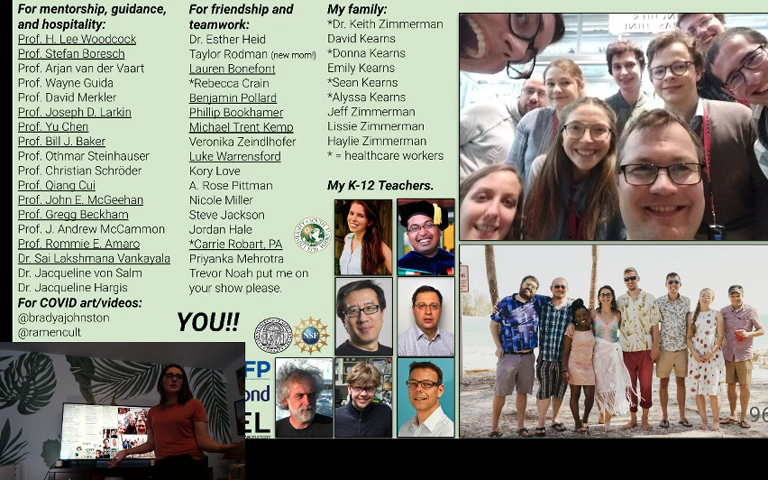 For mentorship, guidance,
and hospitality:
Prof. H. Lee Woodcock
Prof. Stefan Boresch
Prof. Arjan van der Vaart
Prof. Wayne Guida
Prof. David Merkler
Prof. Joseph D. Larkin
Prof. Yu Chen
Prof. Bill J. Baker
Prof. Othmar Steinhauser
Prof. Christian Schröder
Prof. Qiang Cui
Prof. John E. McGeehan
Prof. Gregg Beckham
Prof. J. Andrew McCammon
Prof. Rommie E. Amaro
Dr. Sai Lakshmana Vankayala
Dr. Jacqueline von Salm
Dr. Jacqueline Hargis
For COVID art/videos:
@bradyajohnston
@ramencult
For friendship and
teamwork:
Dr. Esther Heid
Taylor Rodman (new mom!)
Lauren Bonefont
*Rebecca Crain
Benjamin Pollard
Phillip Bookhamer
Michael Trent Kemp
Veronika Zeindlhofer
Luke Warrensford
Kory Love
A. Rose Pittman
Nicole Miller
Steve Jackson
Jordan Hale
*Carrie Robart, PA
Priyanka Mehrotra
Trevor Noah put me on
your show please.
YOU!!
NSF
FP
ond
EL
My family:
*Dr. Keith Zimmerman
David Kearns
*Donna Kearns
Emily Kearns
*Sean Kearns
*Alyssa Kearns
Jeff Zimmerman
Lissie Zimmerman
Haylie Zimmerman
* = healthcare workers
My K-12 Teachers.
96